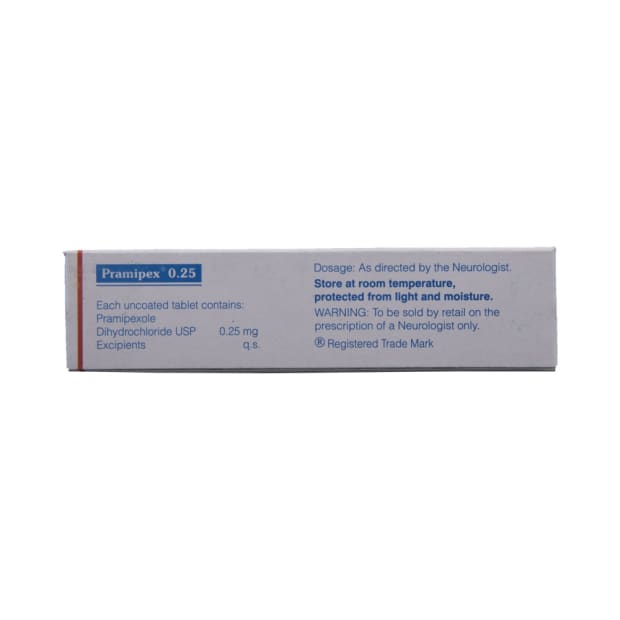 Pramipex® 0.25
Each uncoated tablet contains:
Pramipexole
Dihydrochloride USP 0.25 mg
Excipients q.s.
Dosage: As directed by the Neurologist.
Store at room temperature,
protected from light and moisture.
WARNING: To be sold by retail on the
prescription of a Neurologist only.
® Registered Trade Mark